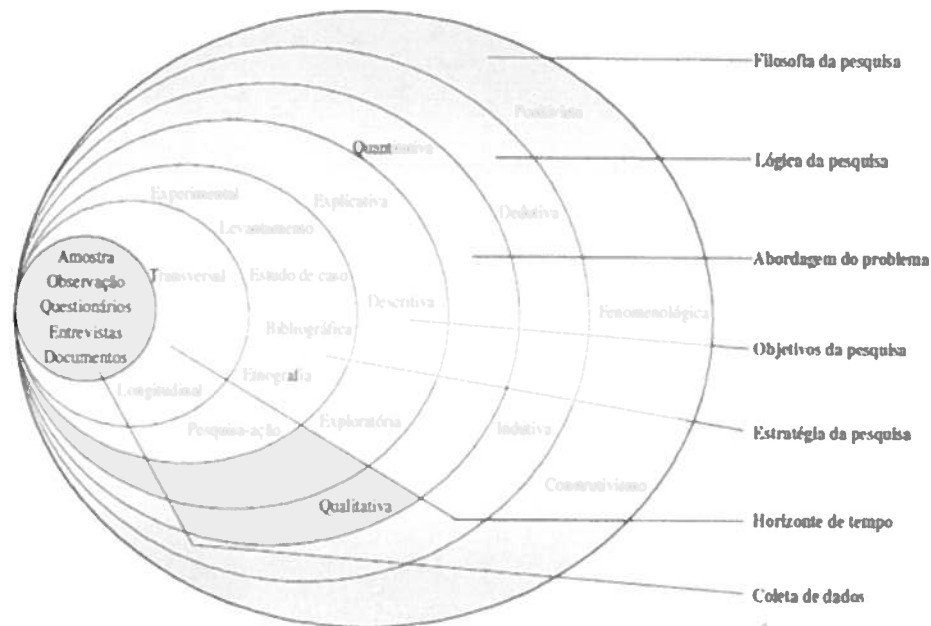 Filosofia da pesquisa
Positivista
Lógica da pesquisa
Quantitativa
Experimental
Explicativa
Dedutiva
Levantamento
Abordagem do problema
Amostra
Observação
Questionários
Entrevistas
Documentos
Transversal
Estudo de caso
Descritiva
Fenomenológica
Bibliográfica
Objetivos da pesquisa
Etnografia
Longitudinal
Exploratória
Pesquisa-ação
Indutiva
Estratégia da pesquisa
Construtivismo
Qualitativa
Horizonte de tempo
Coleta de dados